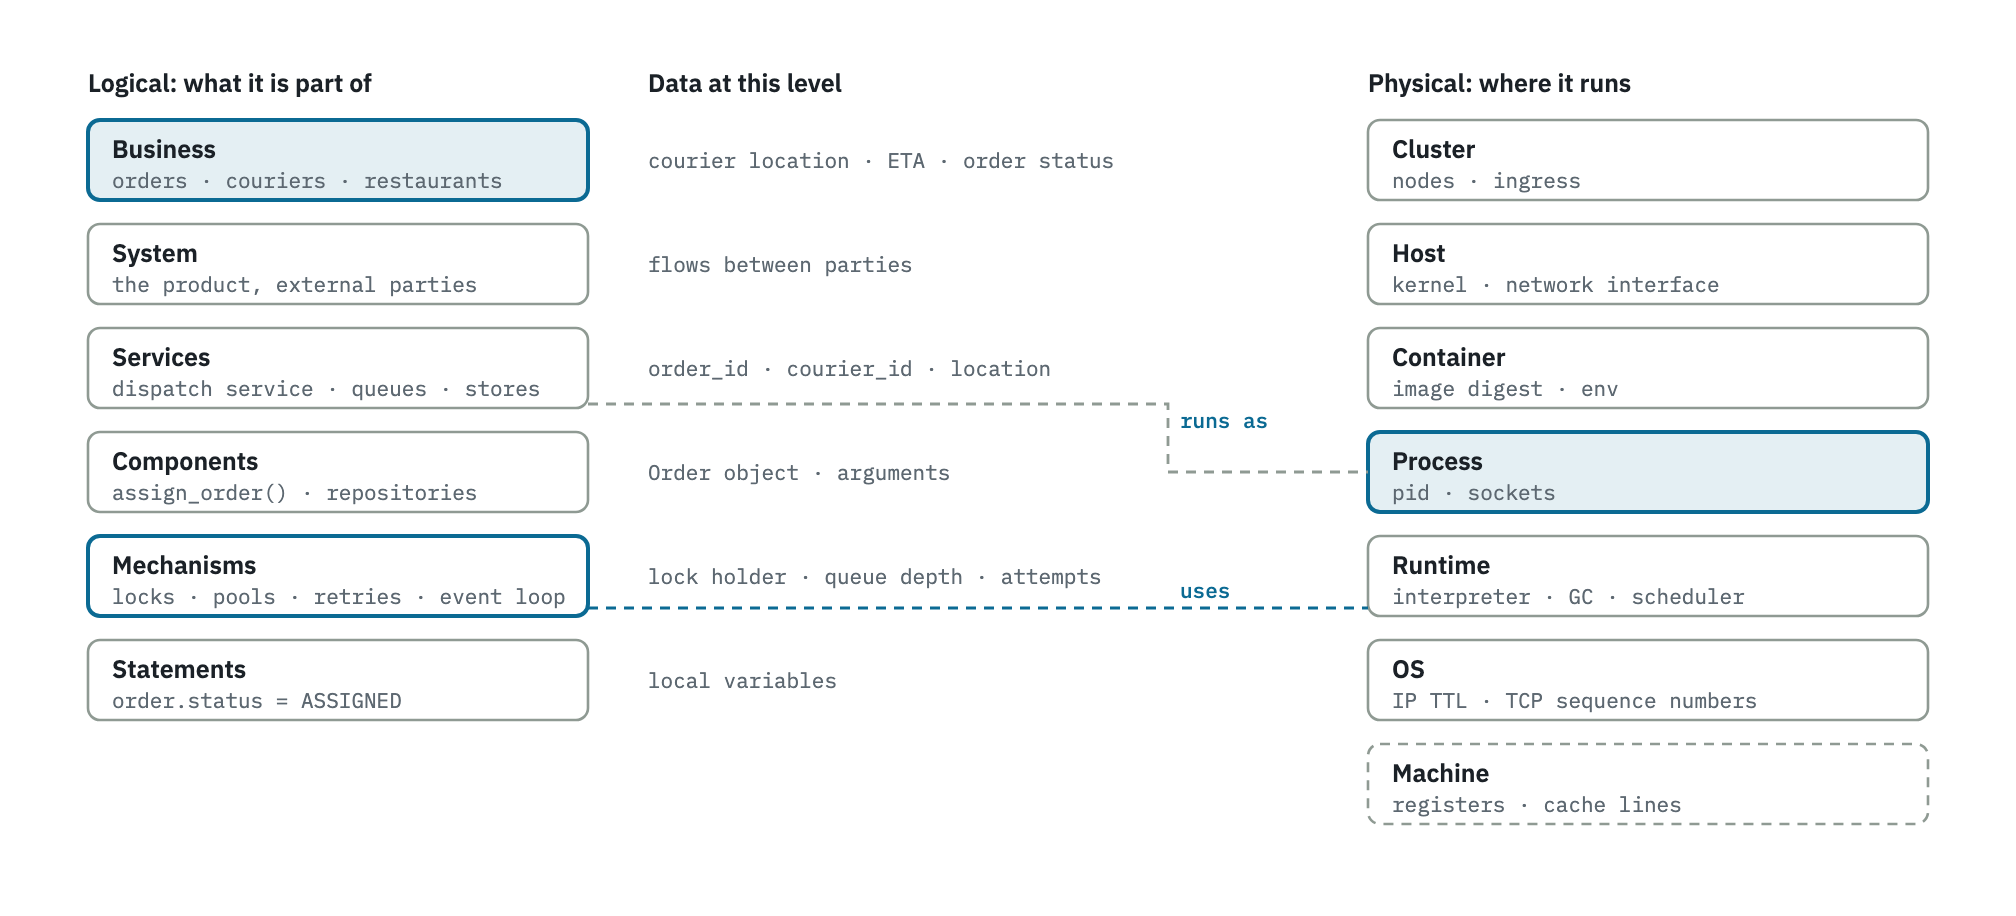 Logical: what it is part of
Data at this level
Physical: where it runs
Business
orders · couriers · restaurants
courier location · ETA · order status
Cluster
nodes · ingress
System
the product, external parties
flows between parties
Host
kernel · network interface
Services
dispatch service · queues · stores
order_id · courier_id · location
Container
image digest · env
runs as
Components
assign_order() · repositories
Order object · arguments
Process
pid · sockets
Mechanisms
locks · pools · retries · event loop
lock holder · queue depth · attempts
uses
Runtime
interpreter · GC · scheduler
Statements
order.status = ASSIGNED
local variables
OS
IP TTL · TCP sequence numbers
Machine
registers · cache lines